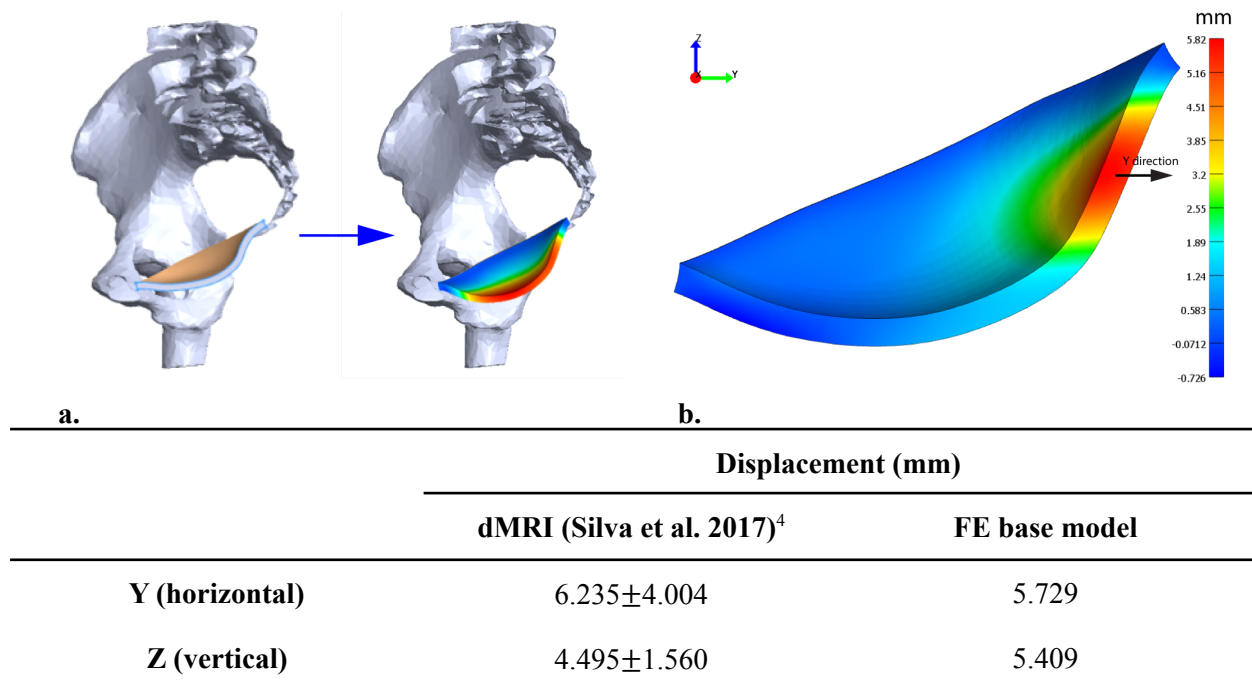 mm
5.82
Z
5.16
X
Y
4.51
3.85
Y direction
3.2
2.55
1.89
1.24
0.583
-0.0712
-0.726
a.
b.
Displacement (mm)
dMRI (Silva et al. 2017)4 FE base model
Y (horizontal) 6.235±4.004 5.729
Z (vertical) 4.495±1.560 5.409